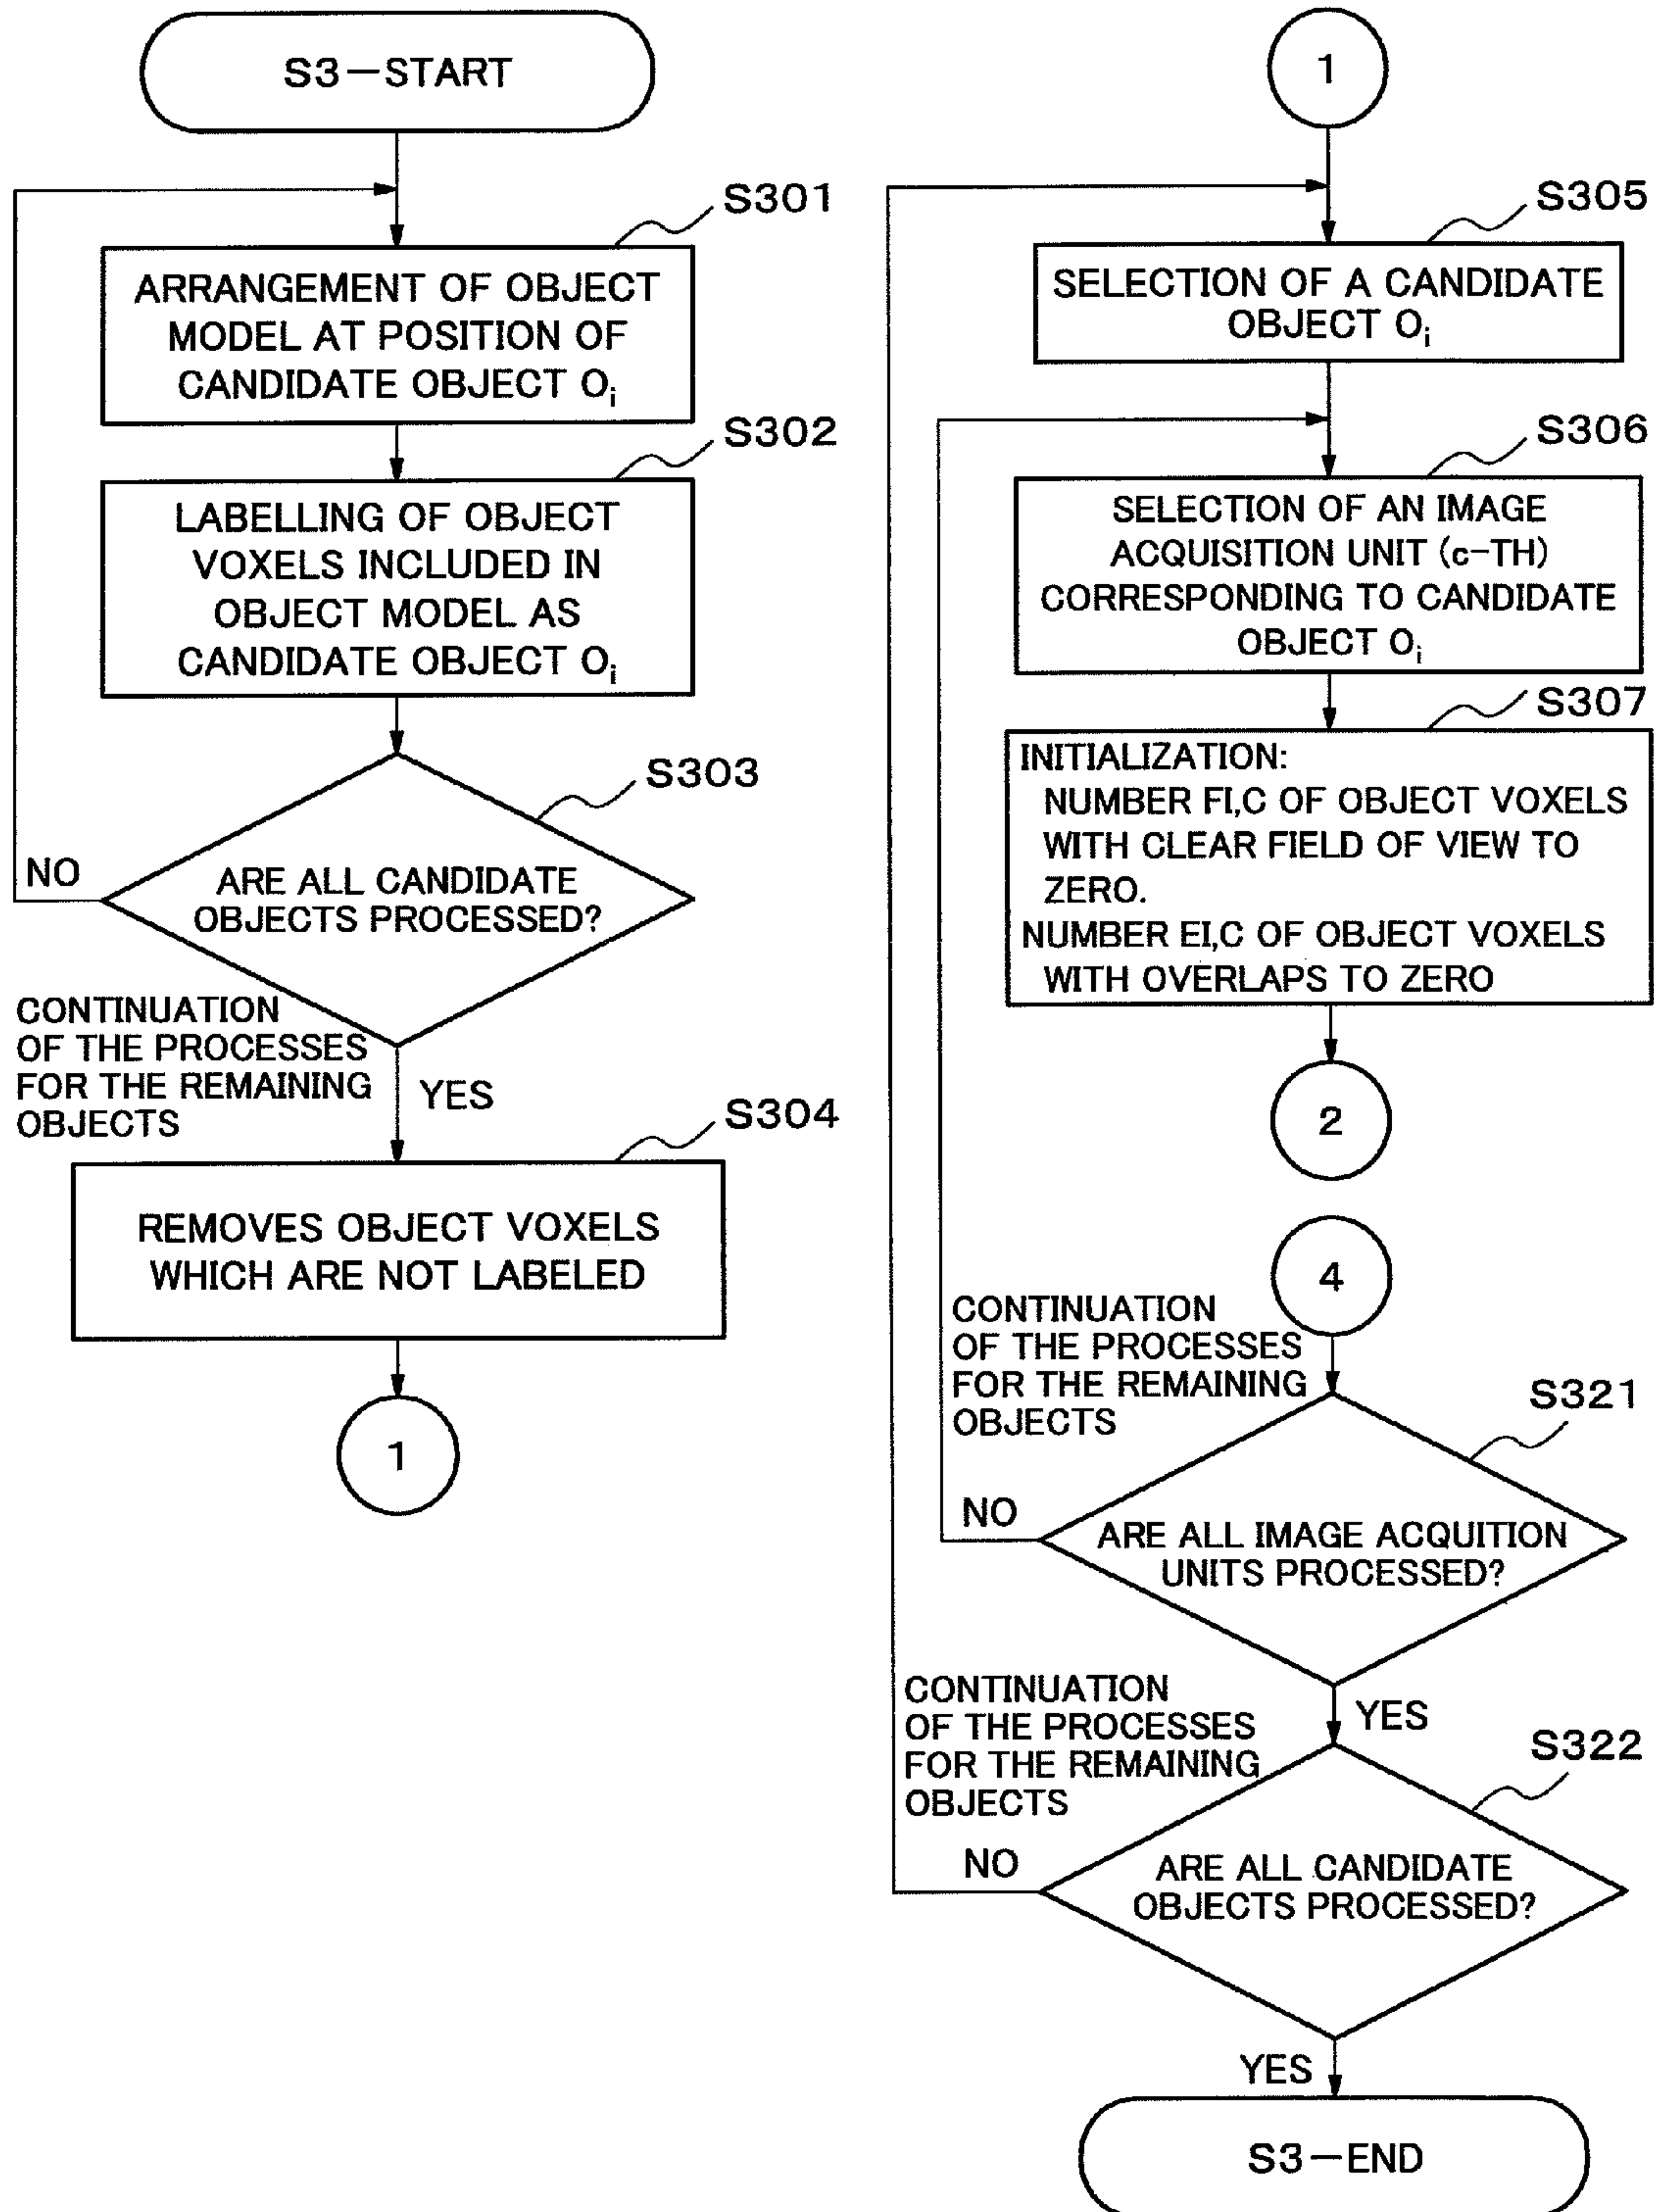 S3-START
S301
ARRANGEMENT OF OBJECT
MODEL AT POSITION OF
CANDIDATE OBJECT Oi
S302
LABELLING OF OBJECT
VOXELS INCLUDED IN
OBJECT MODEL AS
CANDIDATE OBJECT Oi
S303
NO
ARE ALL CANDIDATE
OBJECTS PROCESSED?
CONTINUATION
OF THE PROCESSES
FOR THE REMAINING
OBJECTS
YES
S304
REMOVES OBJECT VOXELS
WHICH ARE NOT LABELED
1
1
S305
SELECTION OF A CANDIDATE
OBJECT Oi
S306
SELECTION OF AN IMAGE
ACQUISITION UNIT (c-TH)
CORRESPONDING TO CANDIDATE
OBJECT Oi
S307
INITIALIZATION:
NUMBER FI,C OF OBJECT VOXELS
WITH CLEAR FIELD OF VIEW TO
ZERO.
NUMBER EI,C OF OBJECT VOXELS
WITH OVERLAPS TO ZERO
2
4
CONTINUATION
OF THE PROCESSES
FOR THE REMAINING
OBJECTS
S321
NO
ARE ALL IMAGE ACQUITION
UNITS PROCESSED?
CONTINUATION
OF THE PROCESSES
FOR THE REMAINING
OBJECTS
YES
S322
NO
ARE ALL CANDIDATE
OBJECTS PROCESSED?
YES
S3-END